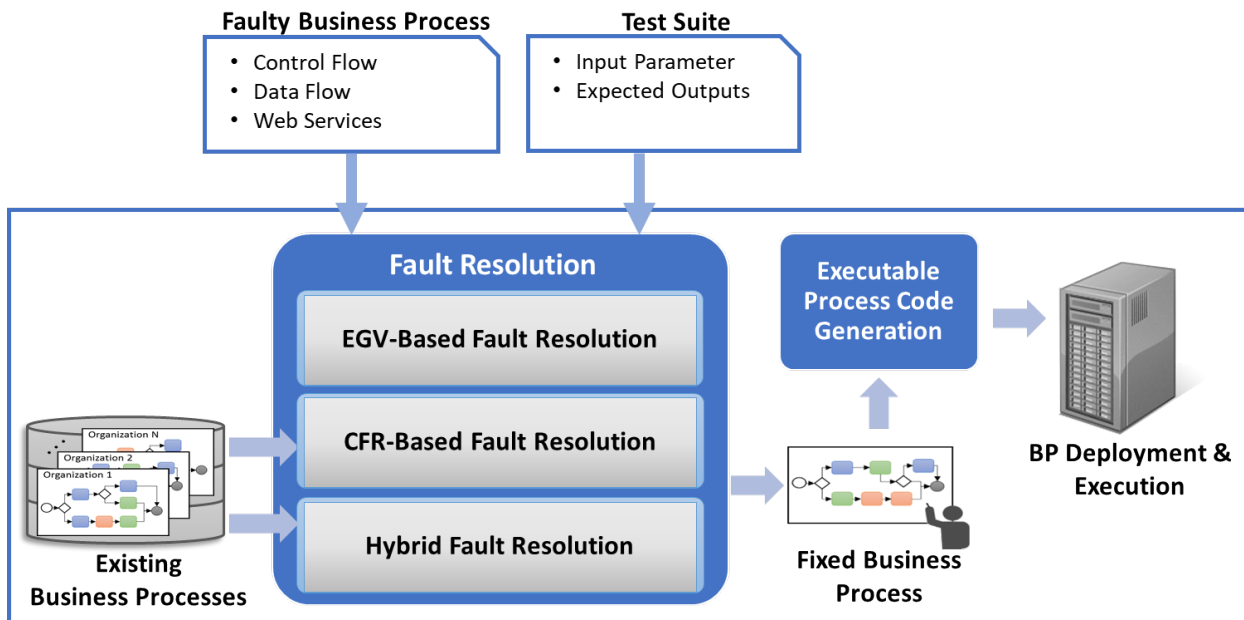 Faulty Business Process
• Control Flow
• Data Flow
• Web Services
Test Suite
• Input Parameter
• Expected Outputs
Fault Resolution
EGV-Based Fault Resolution
CFR-Based Fault Resolution
Hybrid Fault Resolution
Organization N
Organization 2
Organization 1
Existing
Business Processes
Executable
Process Code
Generation
Fixed Business
Process
BP Deployment &
Execution